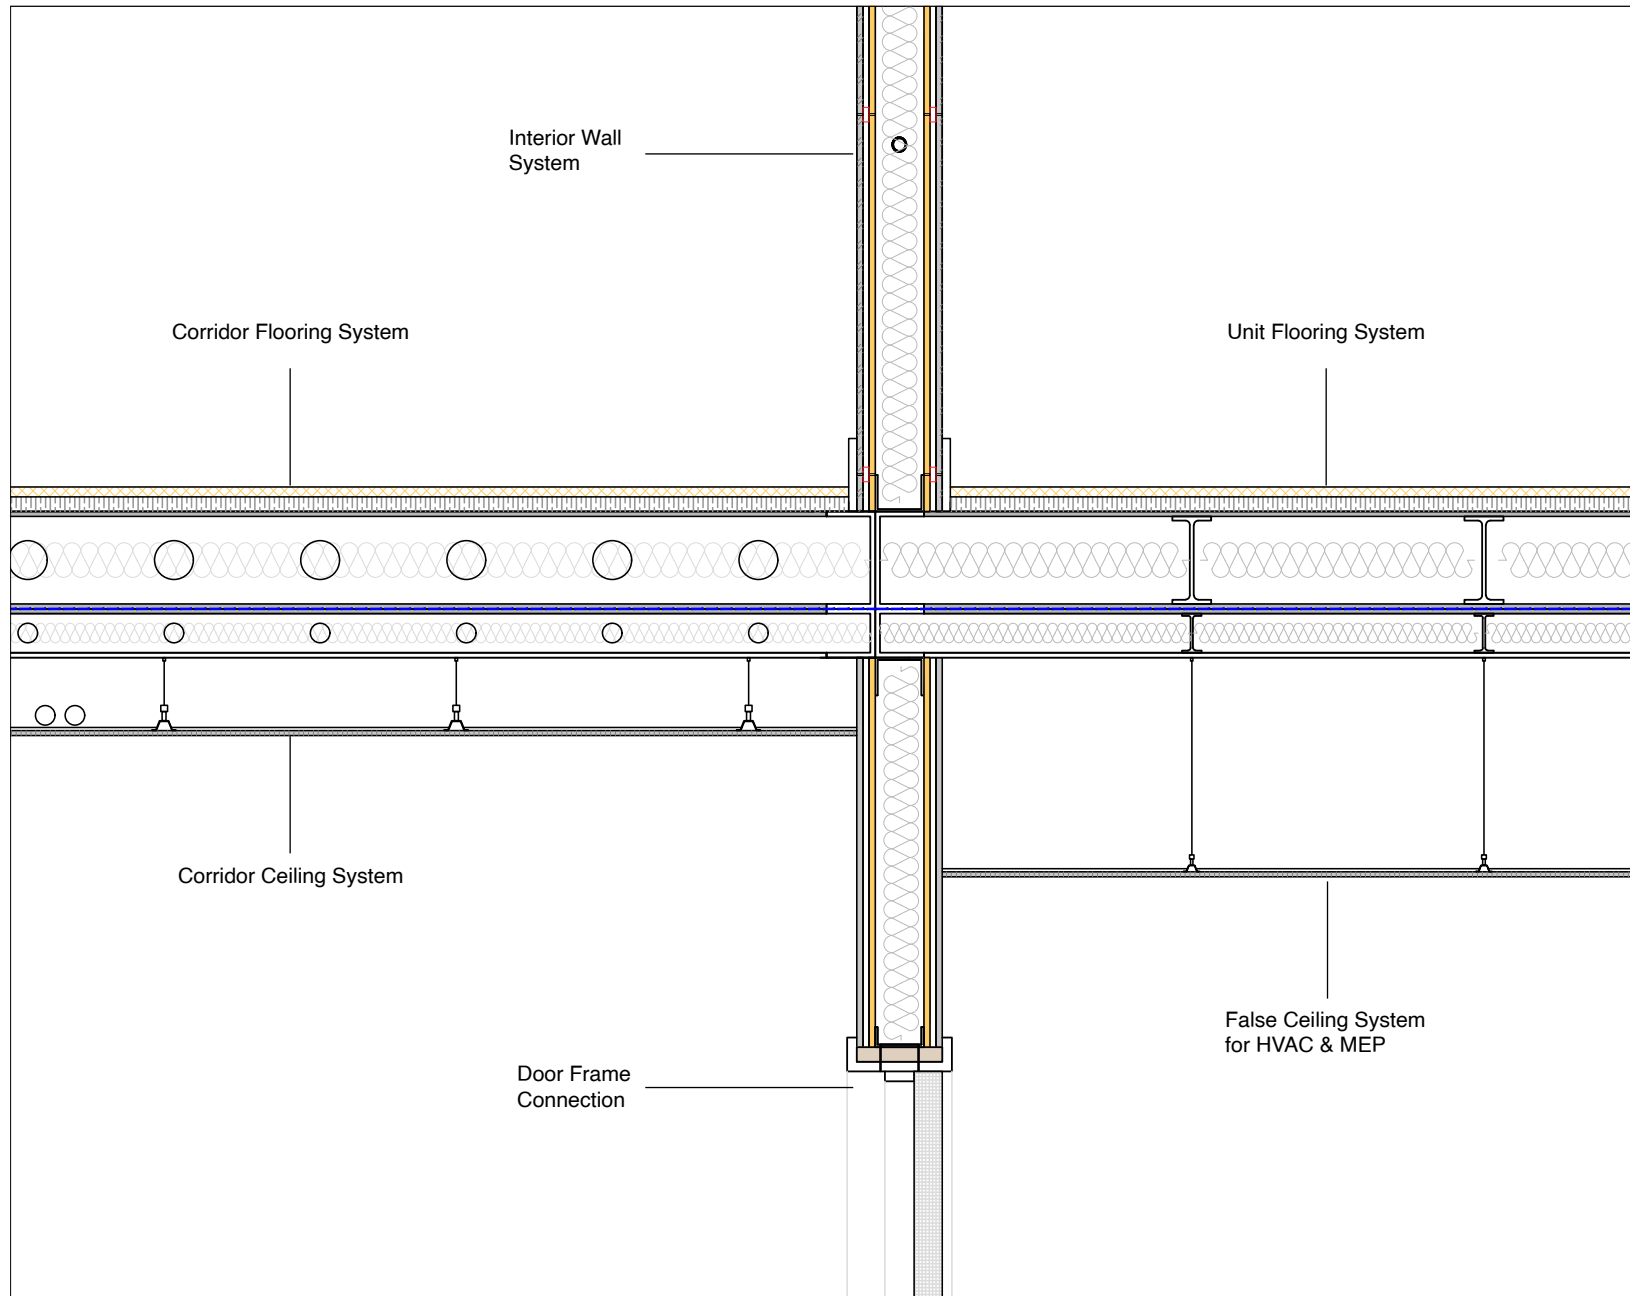 Interior Wall
System
Corridor Flooring System
Unit Flooring System
Corridor Ceiling System
False Ceiling System
for HVAC & MEP
Door Frame
Connection